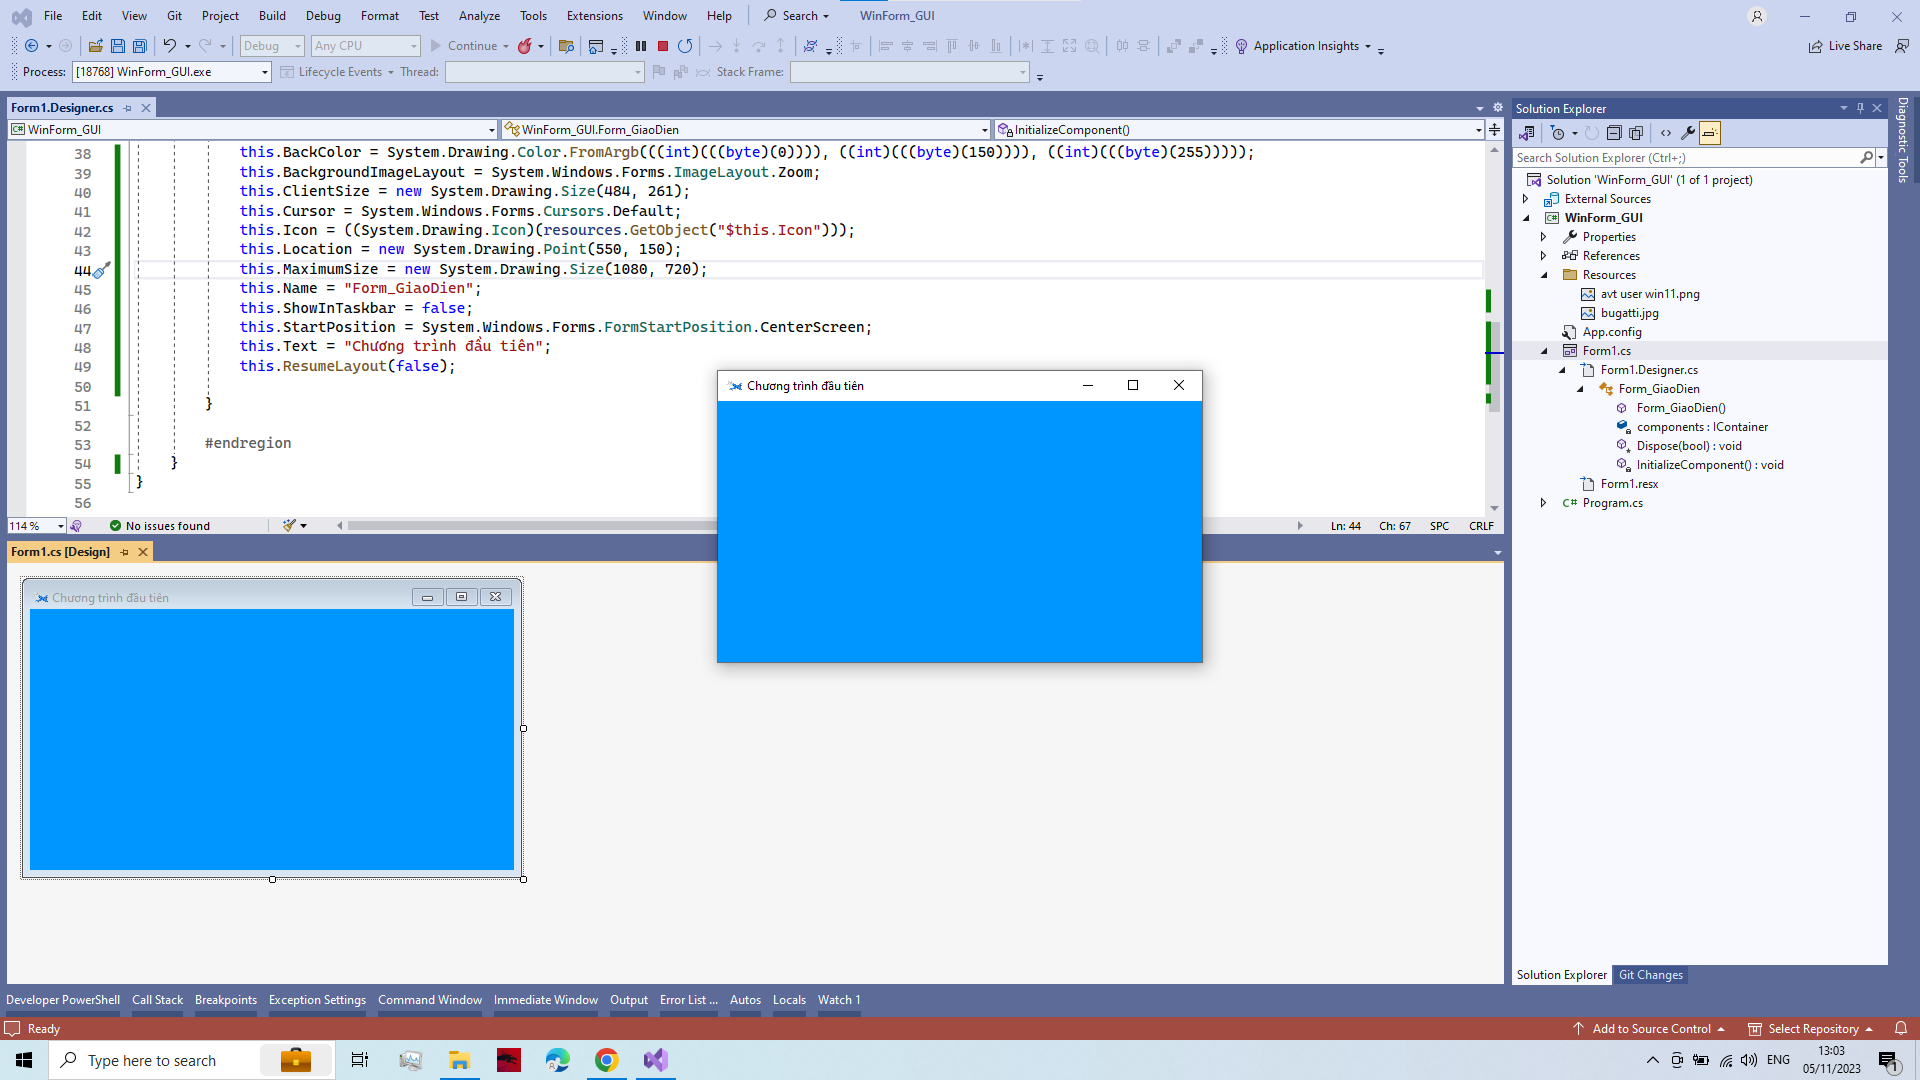 File Edit View Git Project Build Debug Format Test Analyze Tools Extensions Window Help Search WinForm_GUI
Debug Any CPU Continue Application Insights Live Share
Process: [18768] WinForm_GUI.exe Lifecycle Events Thread: Stack Frame:
Form1.Designer.cs
WinForm_GUI WinForm_GUI.Form_GiaoDien InitializeComponent()
38 this.BackColor = System.Drawing.Color.FromArgb(((int)(((byte)(0)))), ((int)(((byte)(150)))), ((int)(((byte)(255)))));
39 this.BackgroundImageLayout = System.Windows.Forms.ImageLayout.Zoom;
40 this.ClientSize = new System.Drawing.Size(484, 261);
41 this.Cursor = System.Windows.Forms.Cursors.Default;
42 this.Icon = ((System.Drawing.Icon)(resources.GetObject("$this.Icon")));
43 this.Location = new System.Drawing.Point(550, 150);
44 this.MaximumSize = new System.Drawing.Size(1080, 720);
45 this.Name = "Form_GiaoDien";
46 this.ShowInTaskbar = false;
47 this.StartPosition = System.Windows.Forms.FormStartPosition.CenterScreen;
48 this.Text = "Chương trình đầu tiên";
49 this.ResumeLayout(false);
50
51 }
52
53 #endregion
54 }
55 }
56
114 % No issues found Ln: 44 Ch: 67 SPC CRLF
Chương trình đầu tiên
Form1.cs [Design]
Chương trình đầu tiên
Solution Explorer
Search Solution Explorer (Ctrl+;)
Solution 'WinForm_GUI' (1 of 1 project)
External Sources
C# WinForm_GUI
Properties
References
Resources
avt user win11.png
bugatti.jpg
App.config
Form1.cs
Form1.Designer.cs
Form_GiaoDien
Form_GiaoDien()
components : IContainer
Dispose(bool) : void
InitializeComponent() : void
Form1.resx
C# Program.cs
Solution Explorer Git Changes
Diagnostic Tools
Developer PowerShell Call Stack Breakpoints Exception Settings Command Window Immediate Window Output Error List ... Autos Locals Watch 1
Ready Add to Source Control Select Repository
Type here to search ENG 13:03
05/11/2023 1